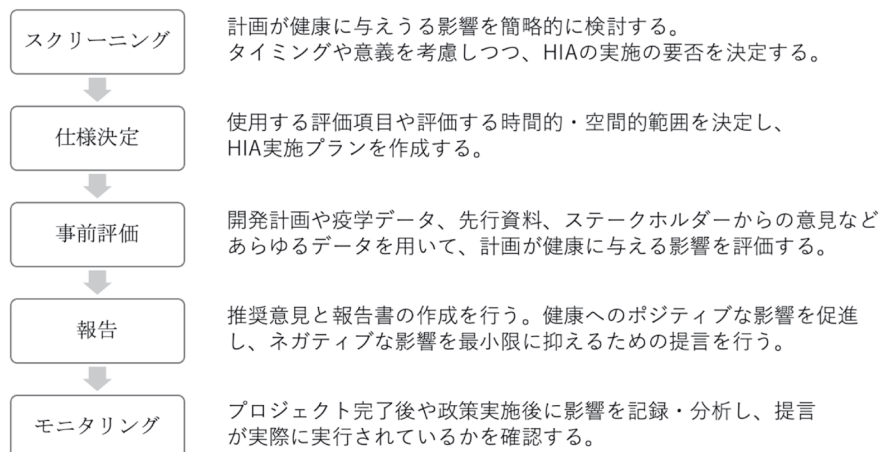 スクリーニング
計画が健康に与えうる影響を簡略的に検討する。
タイミングや意義を考慮しつつ、HIAの実施の要否を決定する。
仕様決定
使用する評価項目や評価する時間的・空間的範囲を決定し、
HIA実施プランを作成する。
事前評価
開発計画や疫学データ、先行資料、ステークホルダーからの意見など
あらゆるデータを用いて、計画が健康に与える影響を評価する。
報告
推奨意見と報告書の作成を行う。健康へのポジティブな影響を促進
し、ネガティブな影響を最小限に抑えるための提言を行う。
モニタリング
プロジェクト完了後や政策実施後に影響を記録・分析し、提言
が実際に実行されているかを確認する。